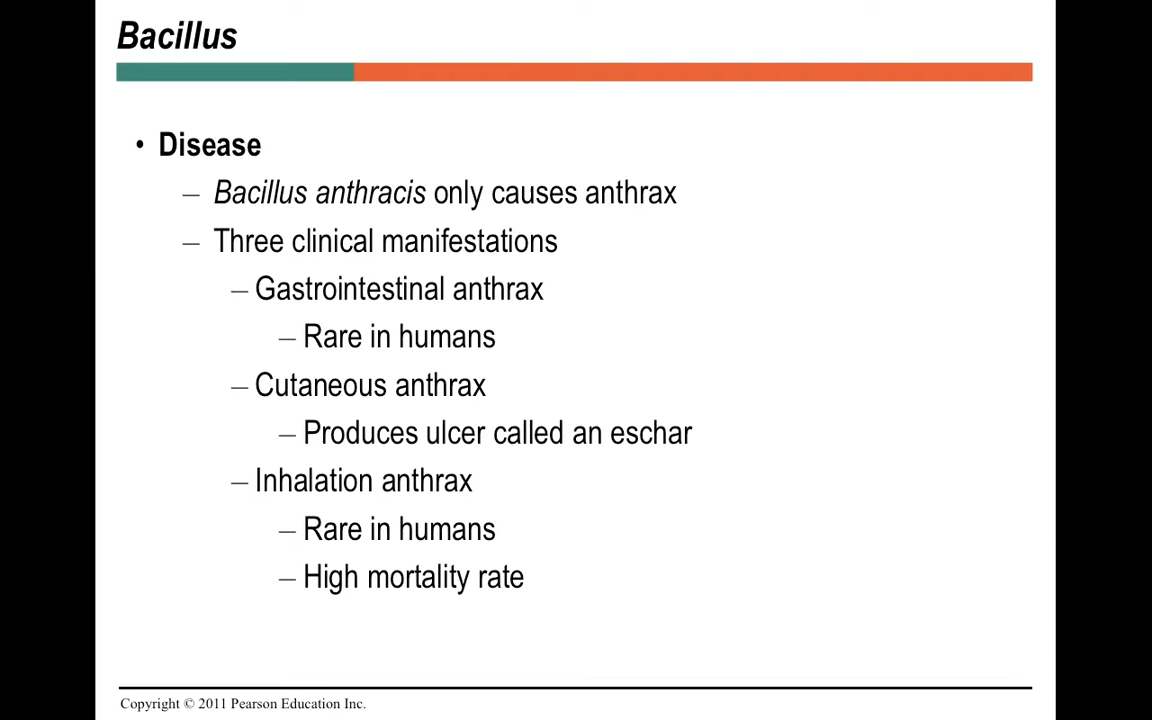 Bacillus
• Disease
– Bacillus anthracis only causes anthrax
– Three clinical manifestations
– Gastrointestinal anthrax
– Rare in humans
– Cutaneous anthrax
– Produces ulcer called an eschar
– Inhalation anthrax
– Rare in humans
– High mortality rate
Copyright © 2011 Pearson Education Inc.